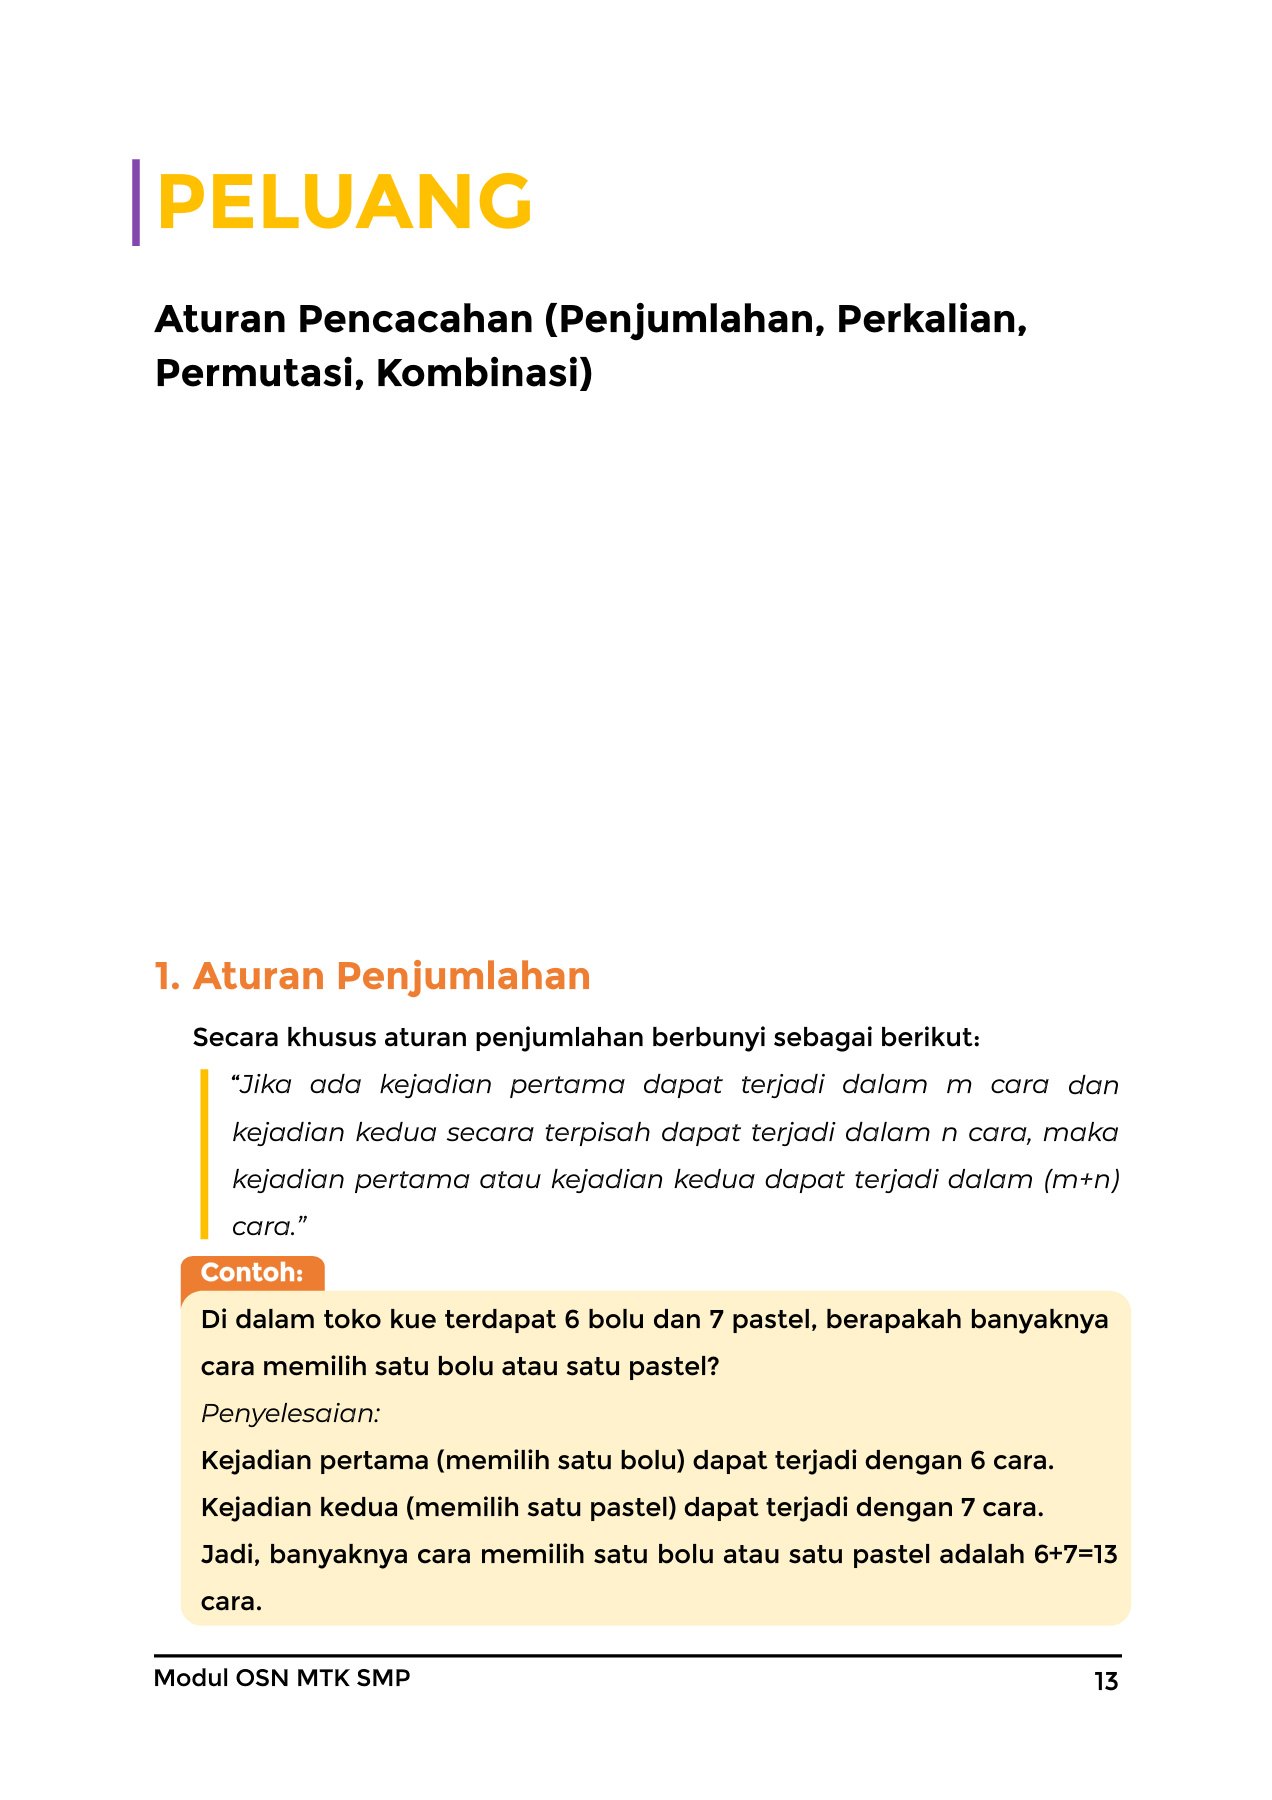 PELUANG
Aturan Pencacahan (Penjumlahan, Perkalian,
Permutasi, Kombinasi)
1. Aturan Penjumlahan
Secara khusus aturan penjumlahan berbunyi sebagai berikut:
“Jika ada kejadian pertama dapat terjadi dalam m cara dan
kejadian kedua secara terpisah dapat terjadi dalam n cara, maka
kejadian pertama atau kejadian kedua dapat terjadi dalam (m+n)
cara.”
Contoh:
Di dalam toko kue terdapat 6 bolu dan 7 pastel, berapakah banyaknya
cara memilih satu bolu atau satu pastel?
Penyelesaian:
Kejadian pertama (memilih satu bolu) dapat terjadi dengan 6 cara.
Kejadian kedua (memilih satu pastel) dapat terjadi dengan 7 cara.
Jadi, banyaknya cara memilih satu bolu atau satu pastel adalah 6+7=13
cara.
Modul OSN MTK SMP
13